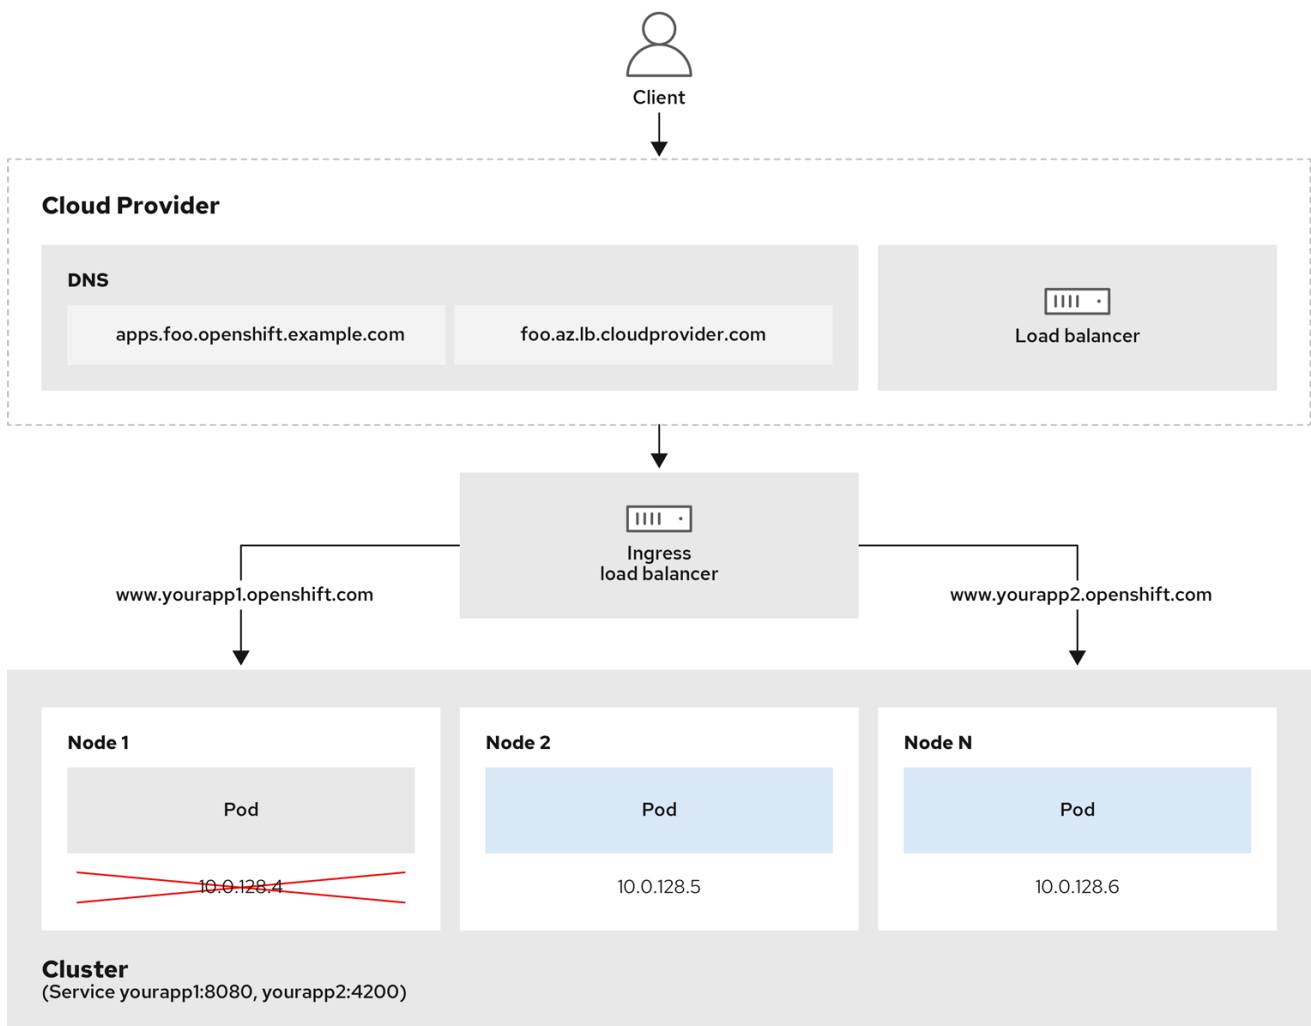 Client
Cloud Provider
DNS
apps.foo.openshift.example.com
foo.az.lb.cloudprovider.com
Load balancer
Ingress
load balancer
www.yourapp1.openshift.com
www.yourapp2.openshift.com
Node 1
Pod
10.0.128.4
Node 2
Pod
10.0.128.5
Node N
Pod
10.0.128.6
Cluster
(Service yourapp1:8080, yourapp2:4200)